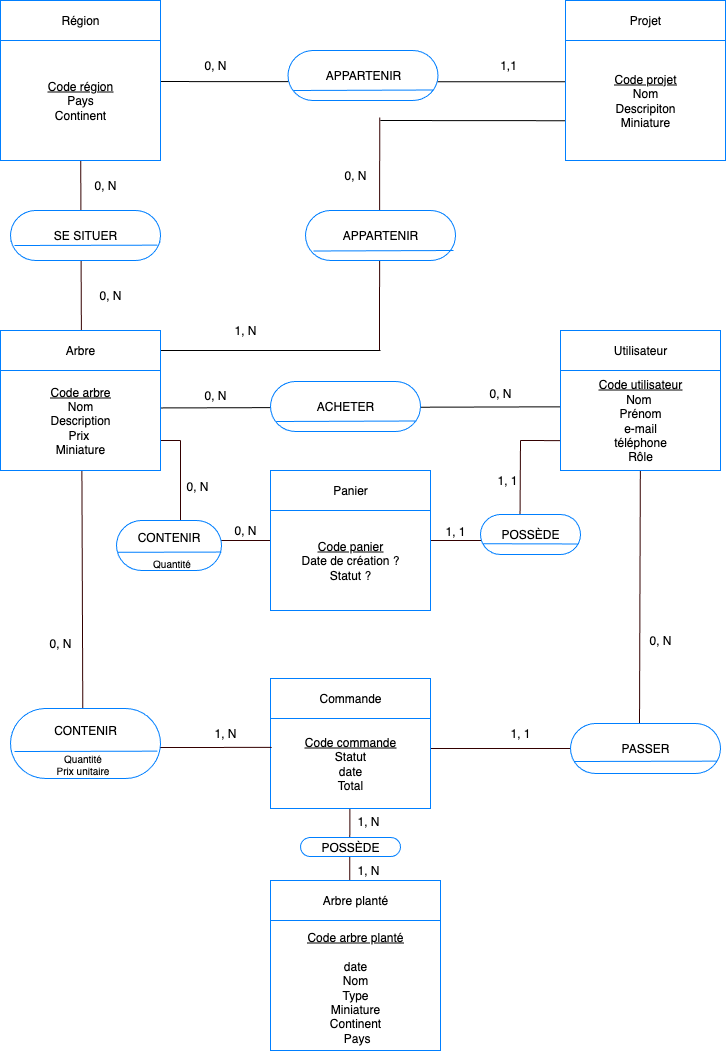 Région
Code région
Pays
Continent
0, N
APPARTENIR
1,1
Projet
Code projet
Nom
Descripiton
Miniature
0, N
SE SITUER
0, N
0, N
APPARTENIR
1, N
Arbre
Code arbre
Nom
Description
Prix
Miniature
0, N
ACHETER
0, N
Utilisateur
Code utilisateur
Nom
Prénom
e-mail
téléphone
Rôle
0, N
CONTENIR
Quantité
0, N
Panier
Code panier
Date de création ?
Statut ?
1, 1
POSSÈDE
1, 1
0, N
CONTENIR
Quantité
Prix unitaire
1, N
Commande
Code commande
Statut
date
Total
1, 1
PASSER
0, N
1, N
POSSÈDE
1, N
Arbre planté
Code arbre planté
date
Nom
Type
Miniature
Continent
Pays